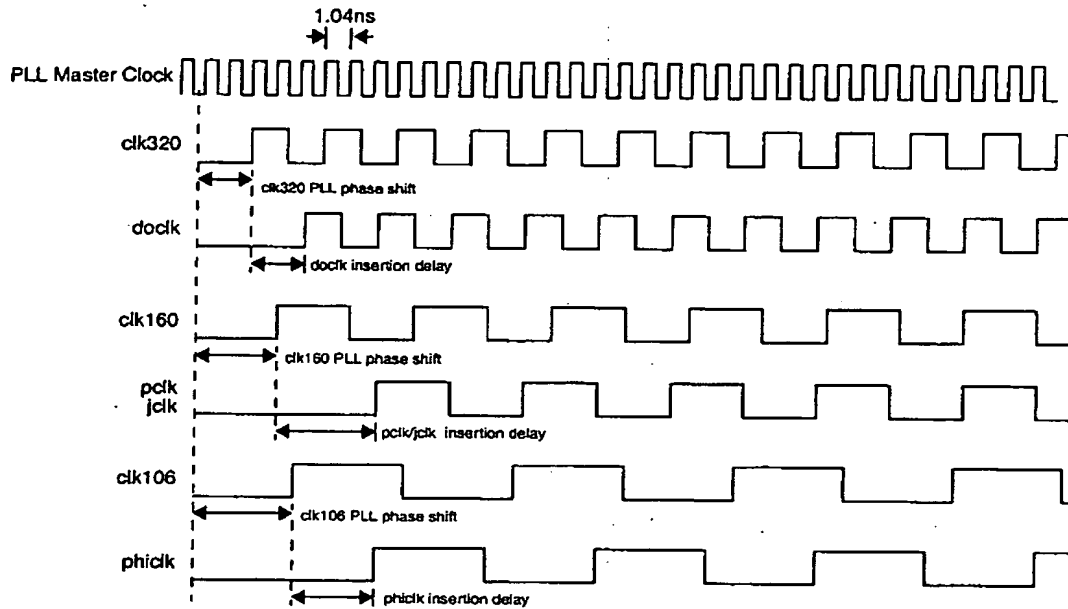 1.04ns
PLL Master Clock
clk320
clk320 PLL phase shift
doclk
doclk insertion delay
clk160
clk160 PLL phase shift
pclk
jclk
pclk/jclk insertion delay
clk106
clk106 PLL phase shift
phiclk
phiclk insertion delay